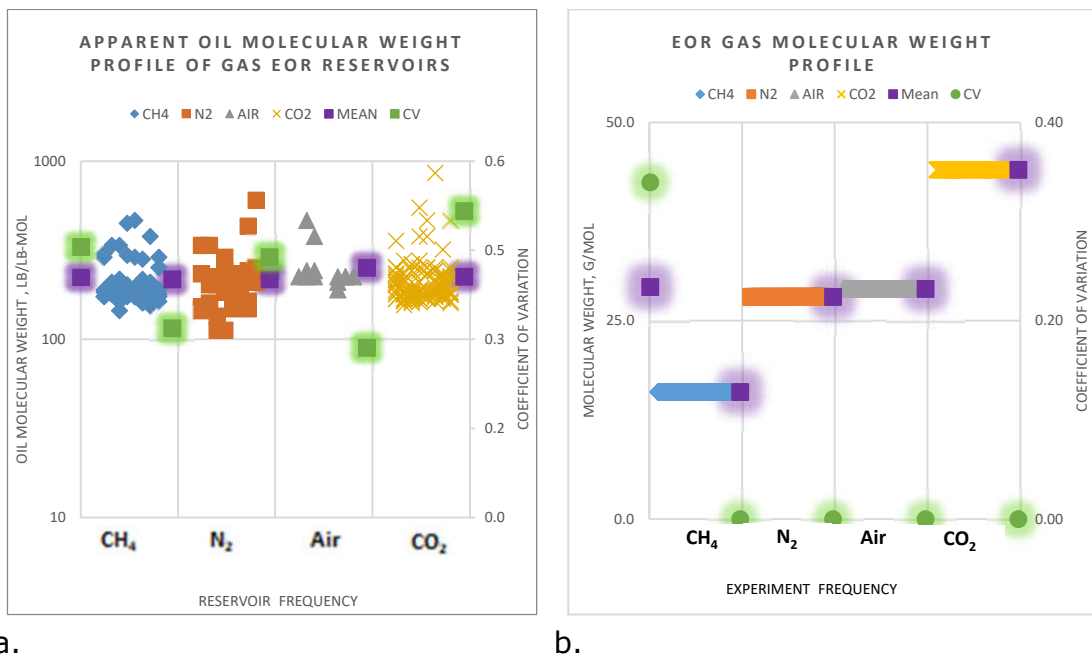 APPARENT OIL MOLECULAR WEIGHT
PROFILE OF GAS EOR RESERVOIRS
CH4 N2 AIR CO2 MEAN CV
1000
100
10
0.6
0.5
0.3
0.2
0.0
OIL MOLECULAR WEIGHT , LB/LB-MOL
COEFFICIENT OF VARIATION
CH₄ N₂ Air CO₂
RESERVOIR FREQUENCY
a.
EOR GAS MOLECULAR WEIGHT
PROFILE
CH4 N2 AIR CO2 Mean CV
50.0
25.0
0.0
0.40
0.20
0.00
MOLECULAR WEIGHT, G/MOL
COEFFICIENT OF VARIATION
CH₄ N₂ Air CO₂
EXPERIMENT FREQUENCY
b.